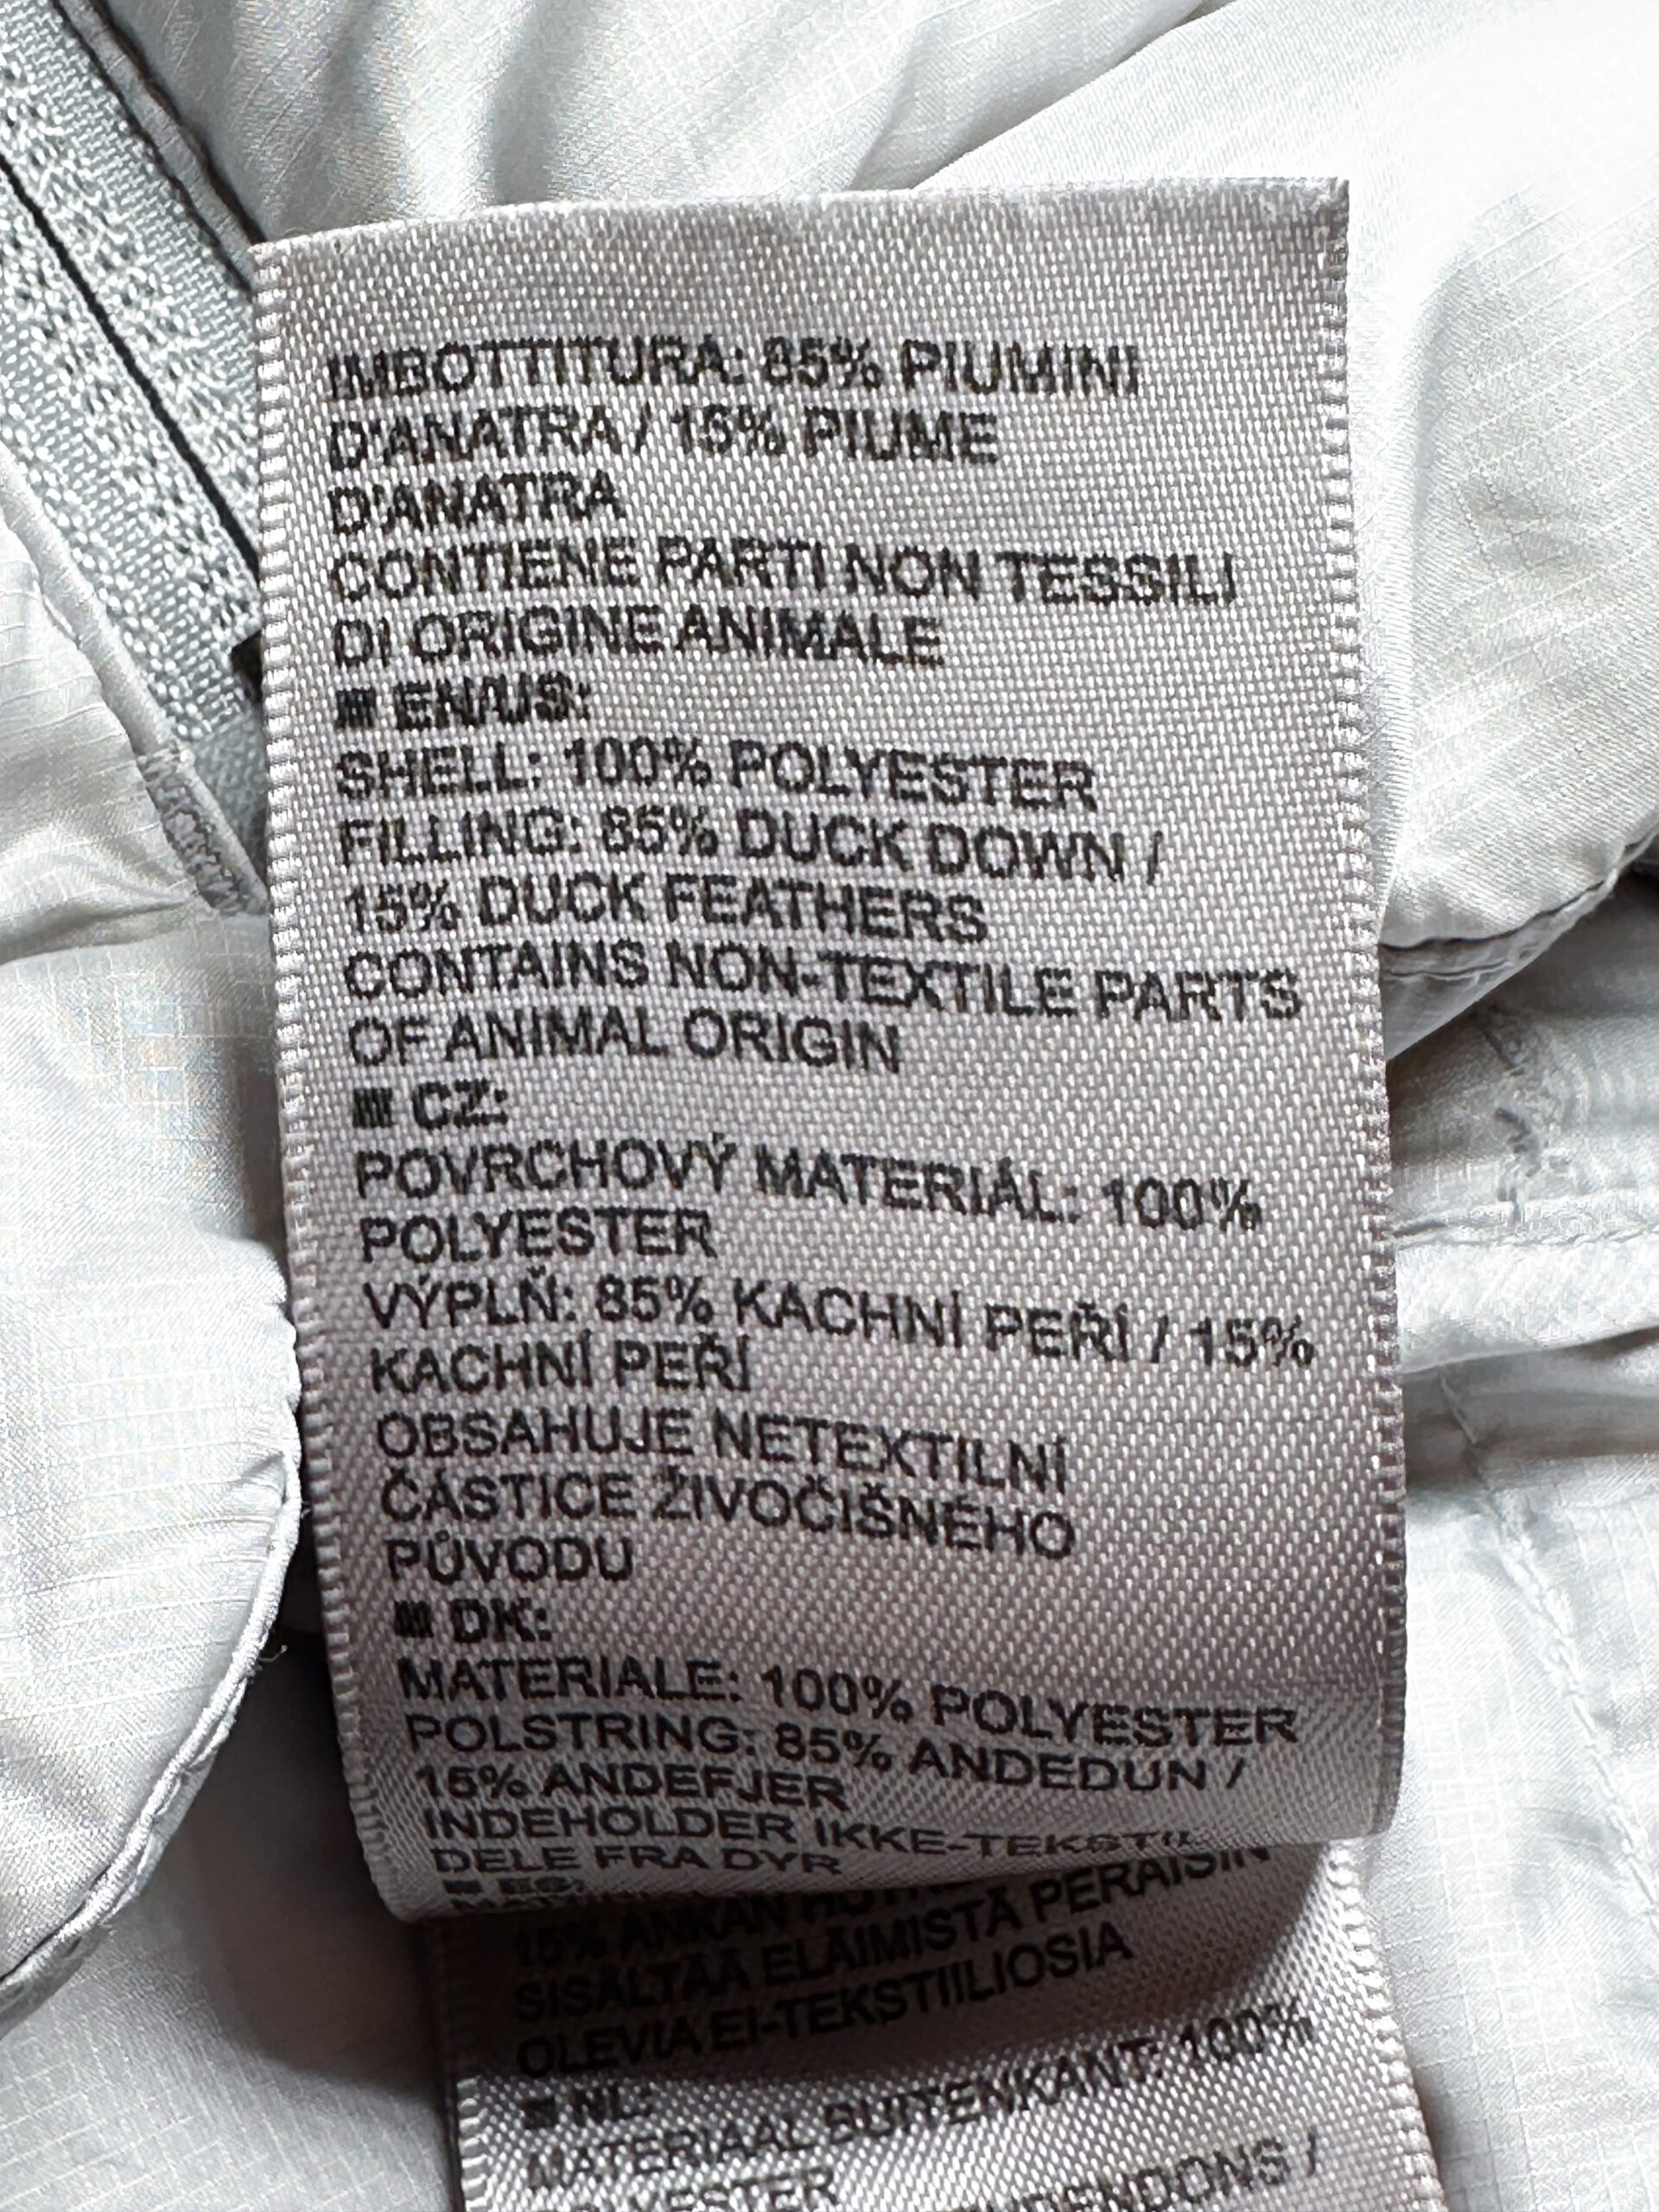 IMBOTTITURA: 85% PIUMINI
D'ANATRA / 15% PIUME
D'ANATRA
CONTIENE PARTI NON TESSILI
DI ORIGINE ANIMALE
■ EN/US:
SHELL: 100% POLYESTER
FILLING: 85% DUCK DOWN /
15% DUCK FEATHERS
CONTAINS NON-TEXTILE PARTS
OF ANIMAL ORIGIN
■ CZ:
POVRCHOVÝ MATERIÁL: 100%
POLYESTER
VÝPLŇ: 85% KACHNÍ PEŘÍ / 15%
KACHNÍ PEŘÍ
OBSAHUJE NETEXTILNÍ
ČÁSTICE ŽIVOČIŠNÉHO
PŮVODU
■ DK:
MATERIALE: 100% POLYESTER
POLSTRING: 85% ANDEDUN /
15% ANDEFJER
INDEHOLDER IKKE-TEKSTIL
DELE FRA DYR
■ ES:
15% ANKAN
SISÄLTÄÄ ELÄIMISTÄ PERÄISIN
OLEVIA EI-TEKSTIILIOSIA
■ NL:
MATERIAAL BUITENKANT: 100%